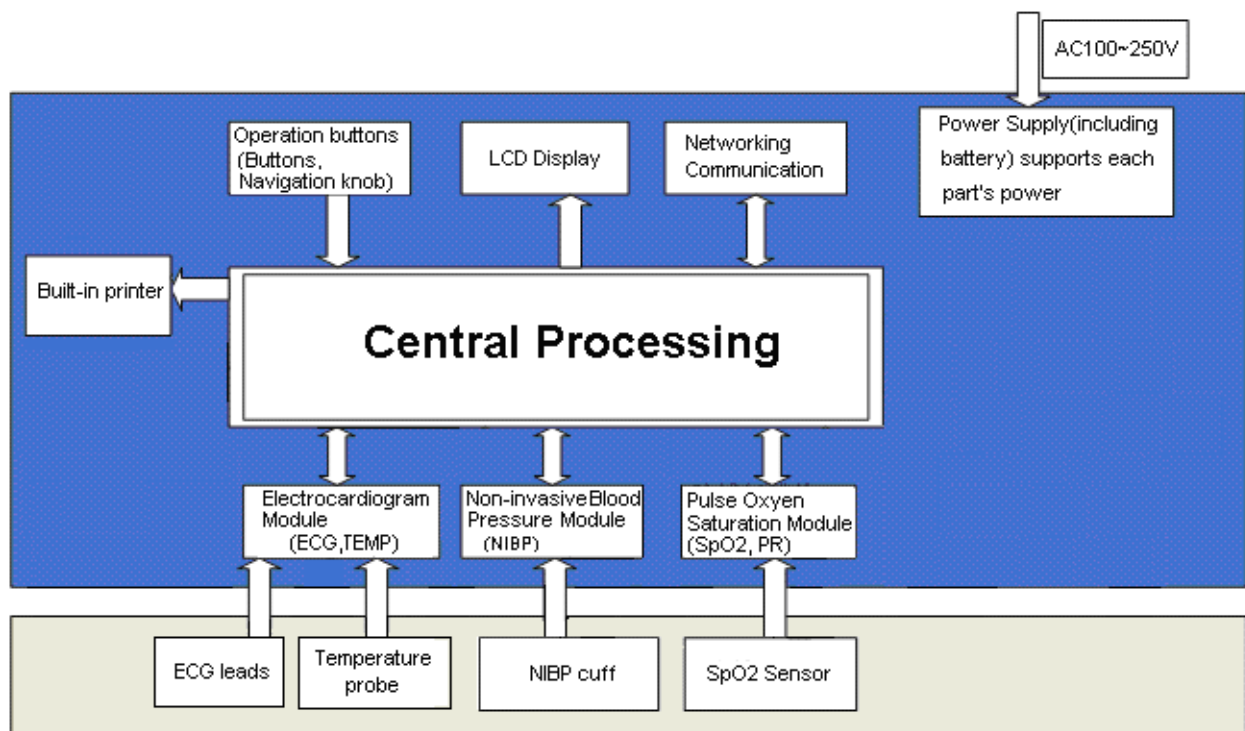 AC100~250V
Operation buttons
(Buttons,
Navigation knob)
LCD Display
Networking
Communication
Power Supply(including
battery) supports each
part's power
Built-in printer
Central Processing
Electrocardiogram
Module
(ECG,TEMP)
Non-invasiveBlood
Pressure Module
(NIBP)
Pulse Oxyen
Saturation Module
(SpO2, PR)
ECG leads
Temperature
probe
NIBP cuff
SpO2 Sensor